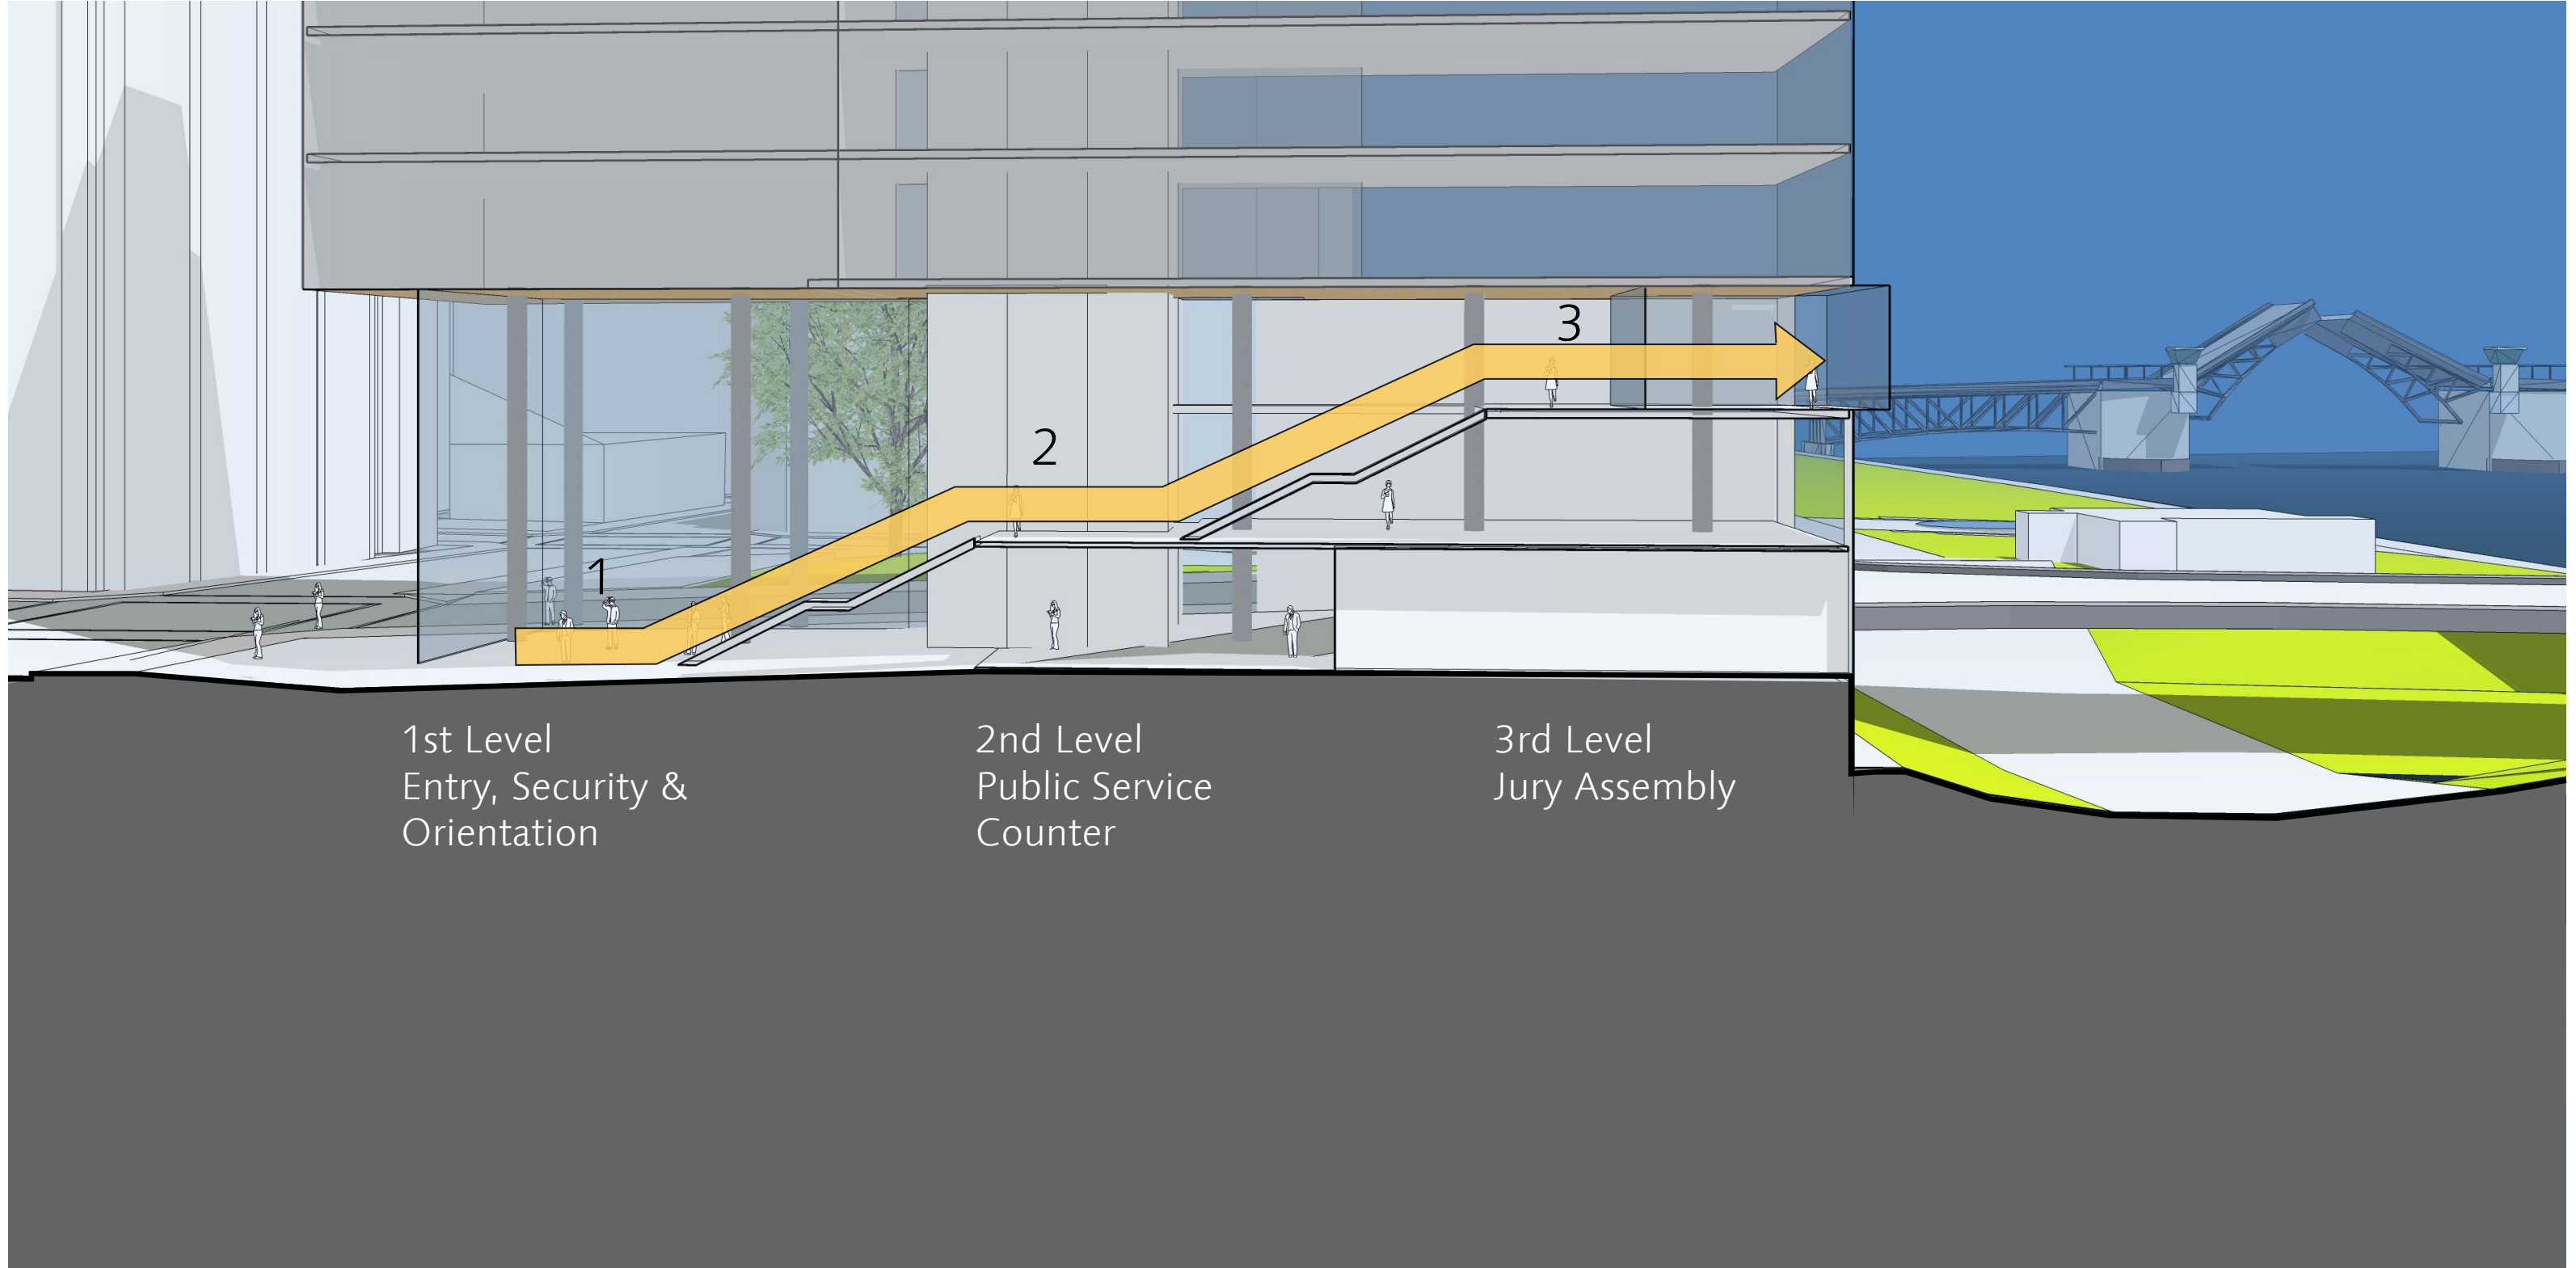 3
2
1
1st Level
Entry, Security &
Orientation
2nd Level
Public Service
Counter
3rd Level
Jury Assembly